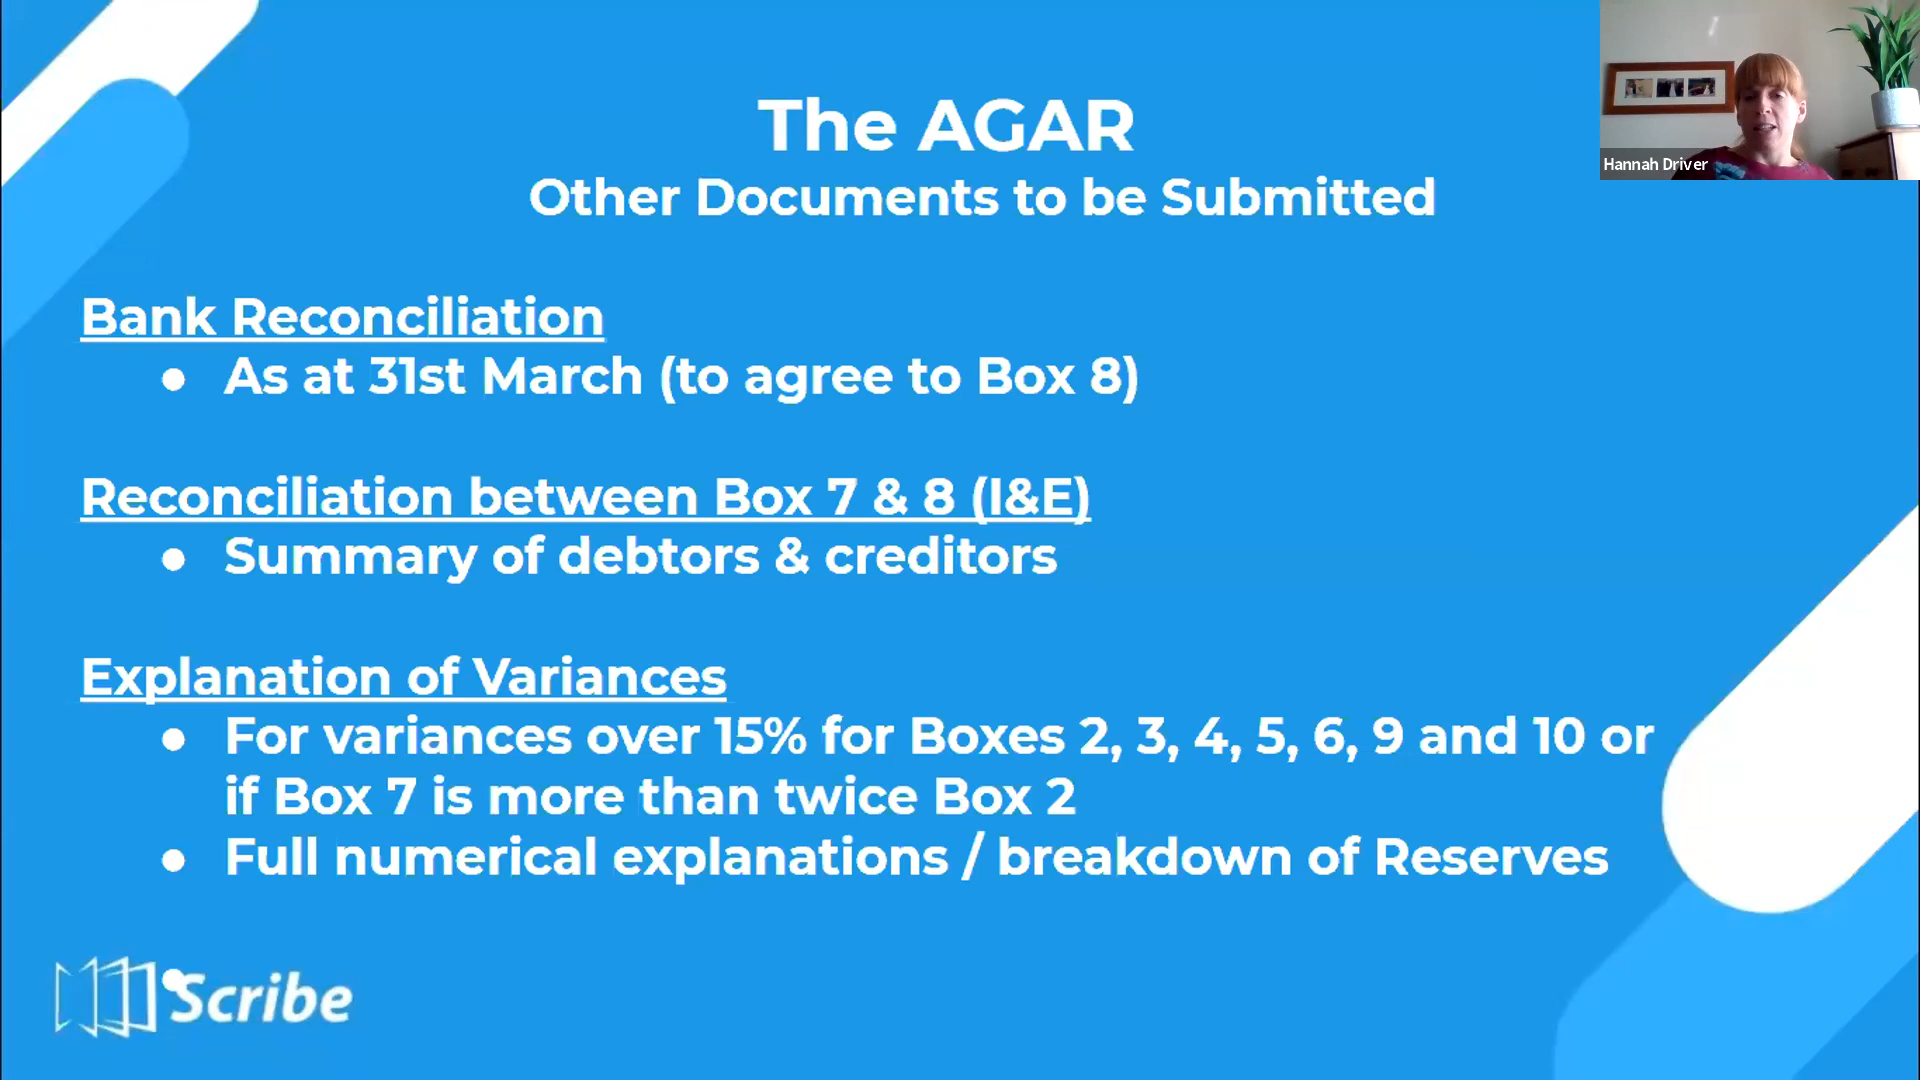 The AGAR
Other Documents to be Submitted
Hannah Driver
Bank Reconciliation
● As at 31st March (to agree to Box 8)
Reconciliation between Box 7 & 8 (I&E)
● Summary of debtors & creditors
Explanation of Variances
● For variances over 15% for Boxes 2, 3, 4, 5, 6, 9 and 10 or
if Box 7 is more than twice Box 2
● Full numerical explanations / breakdown of Reserves
Scribe